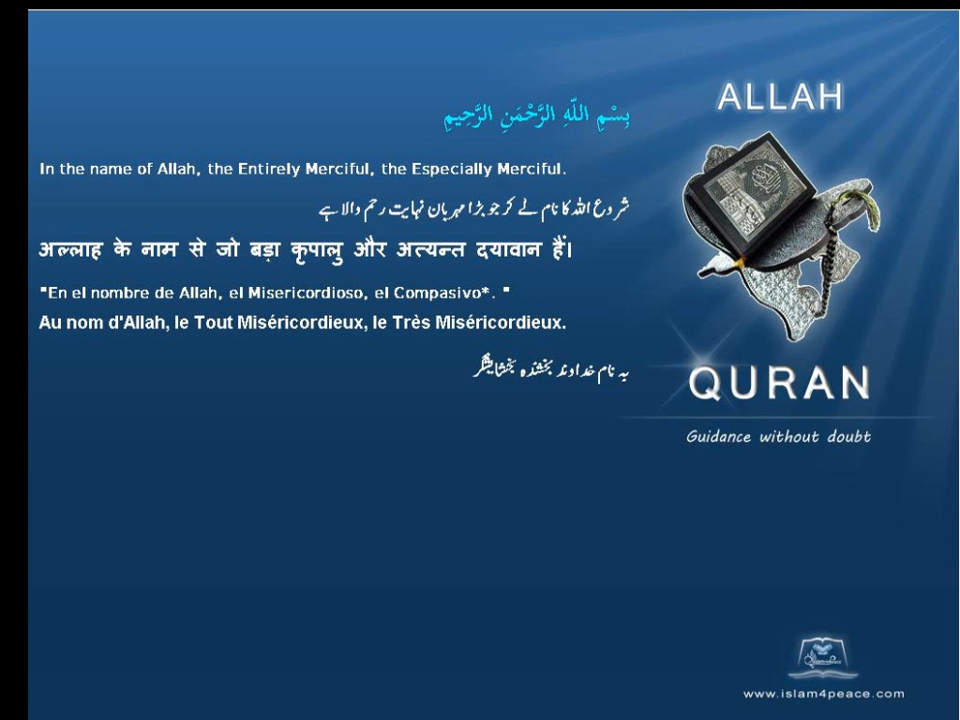 بِسْمِ اللّهِ الرَّحْمَنِ الرَّحِيمِ
In the name of Allah, the Entirely Merciful, the Especially Merciful.
شروع اللہ کا نام لے کر جو بڑا مہربان نہایت رحم والا ہے
अल्लाह के नाम से जो बड़ा कृपालु और अत्यन्त दयावान हैं।
"En el nombre de Allah, el Misericordioso, el Compasivo*. "
Au nom d'Allah, le Tout Miséricordieux, le Très Miséricordieux.
به نام خداوند بخشنده بخشایشگر
ALLAH
QURAN
Guidance without doubt
www.islam4peace.com